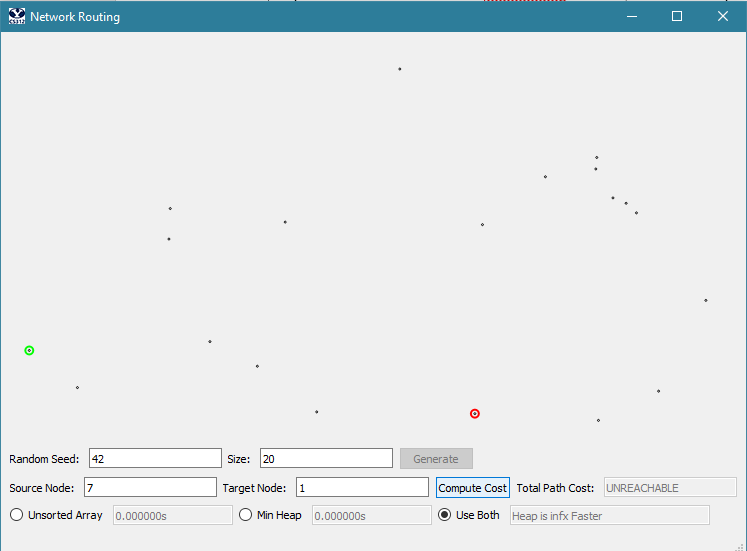 Network Routing
Random Seed: 42 Size: 20 Generate
Source Node: 7 Target Node: 1 Compute Cost Total Path Cost: UNREACHABLE
Unsorted Array 0.000000s Min Heap 0.000000s Use Both Heap is infx Faster